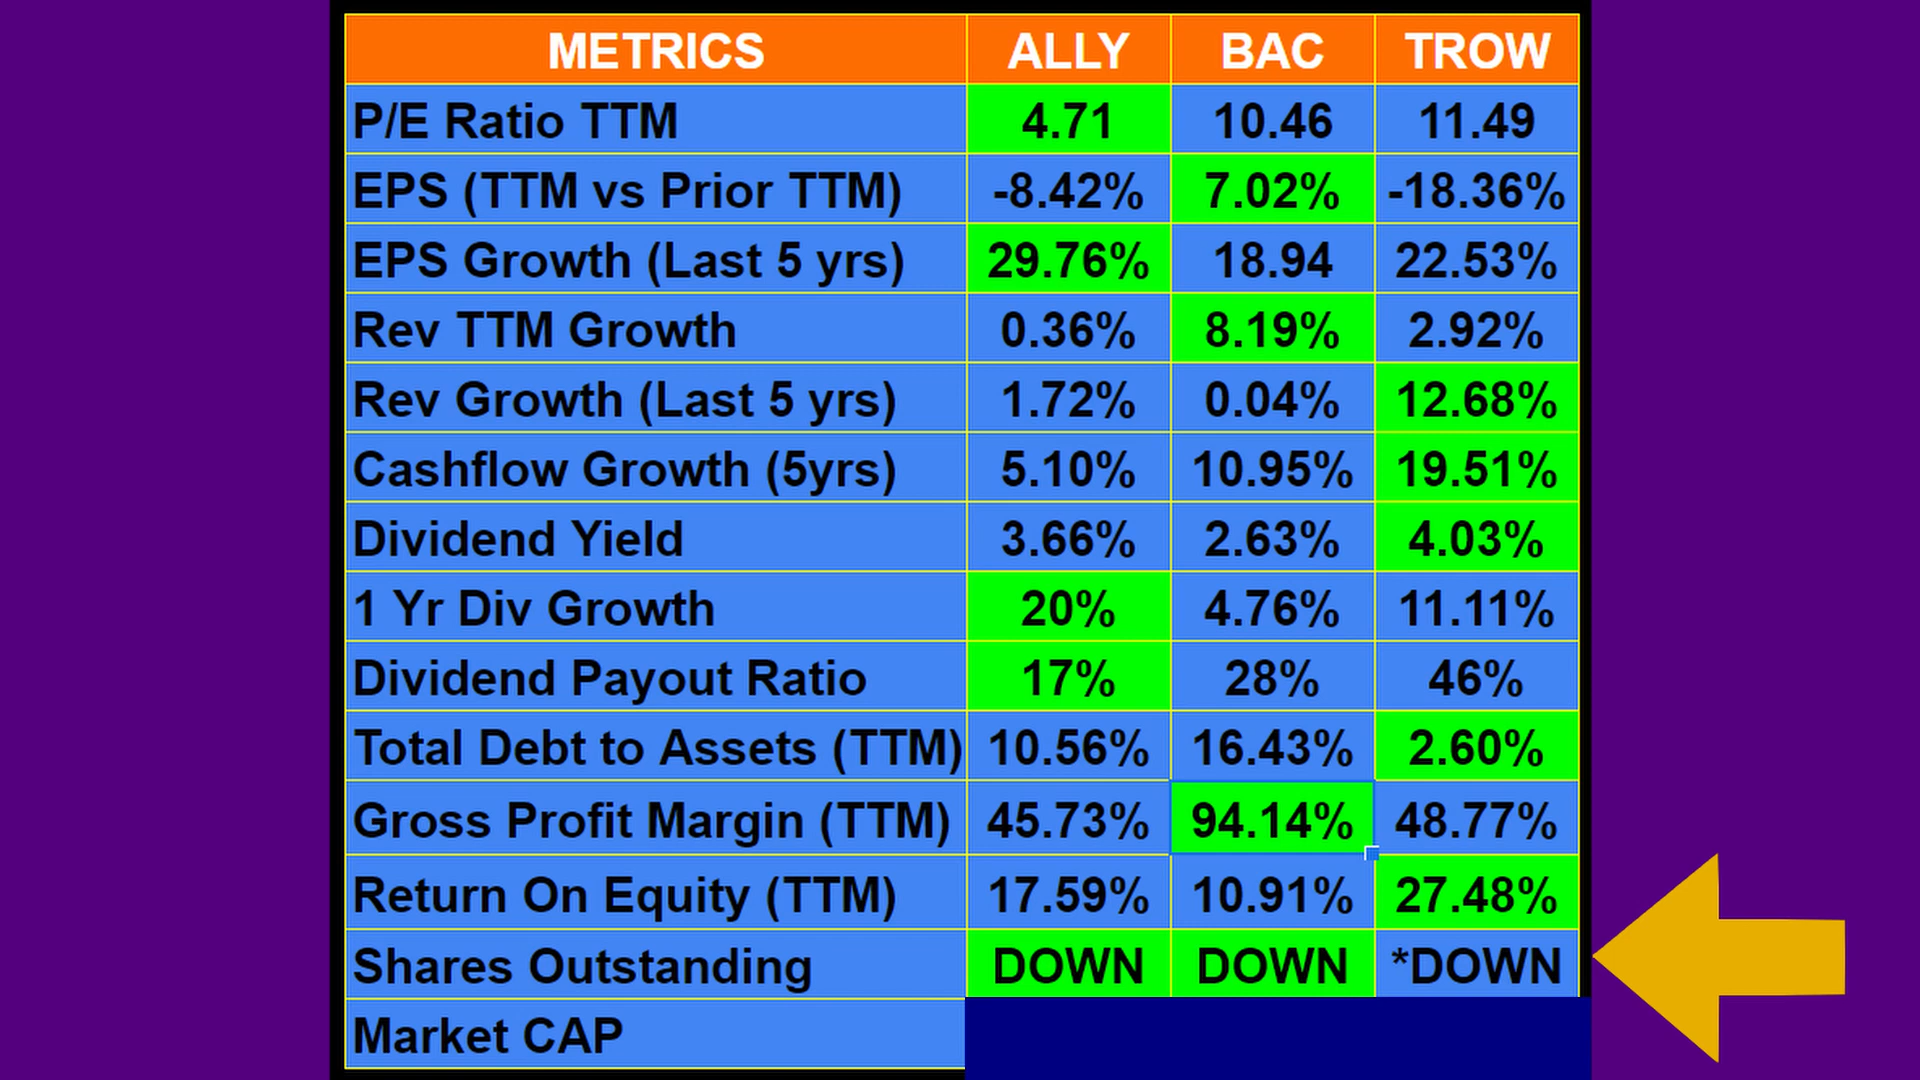 METRICS ALLY BAC TROW
P/E Ratio TTM 4.71 10.46 11.49
EPS (TTM vs Prior TTM) -8.42% 7.02% -18.36%
EPS Growth (Last 5 yrs) 29.76% 18.94 22.53%
Rev TTM Growth 0.36% 8.19% 2.92%
Rev Growth (Last 5 yrs) 1.72% 0.04% 12.68%
Cashflow Growth (5yrs) 5.10% 10.95% 19.51%
Dividend Yield 3.66% 2.63% 4.03%
1 Yr Div Growth 20% 4.76% 11.11%
Dividend Payout Ratio 17% 28% 46%
Total Debt to Assets (TTM) 10.56% 16.43% 2.60%
Gross Profit Margin (TTM) 45.73% 94.14% 48.77%
Return On Equity (TTM) 17.59% 10.91% 27.48%
Shares Outstanding DOWN DOWN *DOWN
Market CAP